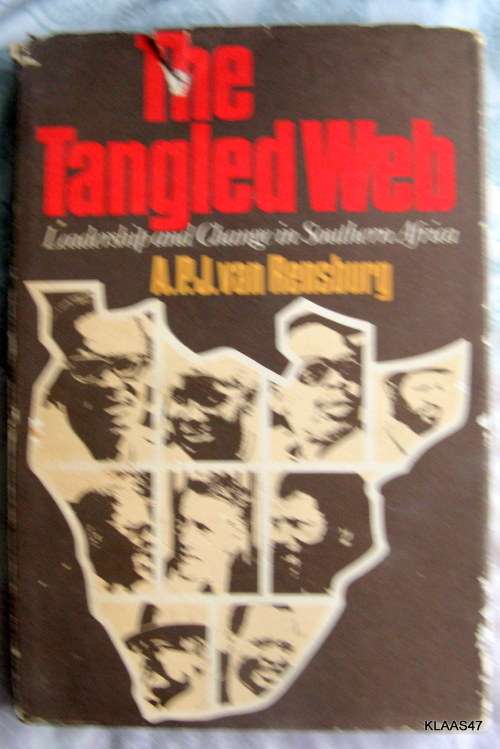 The
Tangled Web
Leadership and Change in Southern Africa
A.P.J. van Rensburg
KLAAS47